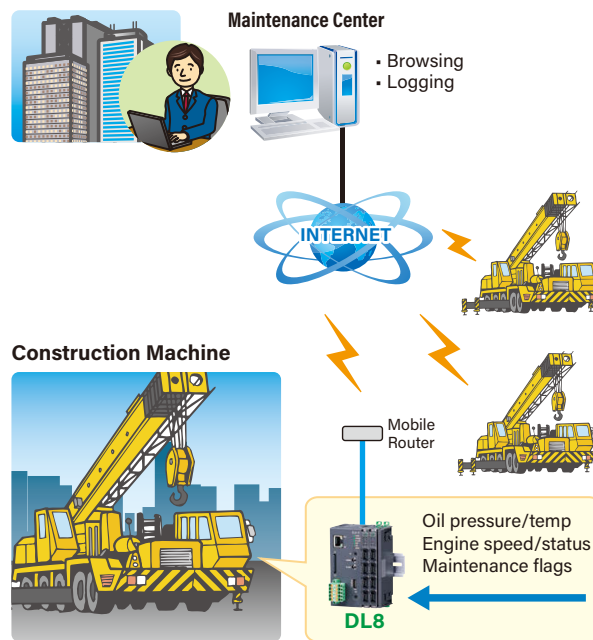 Maintenance Center
▪ Browsing
▪ Logging
INTERNET
Construction Machine
Mobile
Router
Oil pressure/temp
Engine speed/status
Maintenance flags
DL8